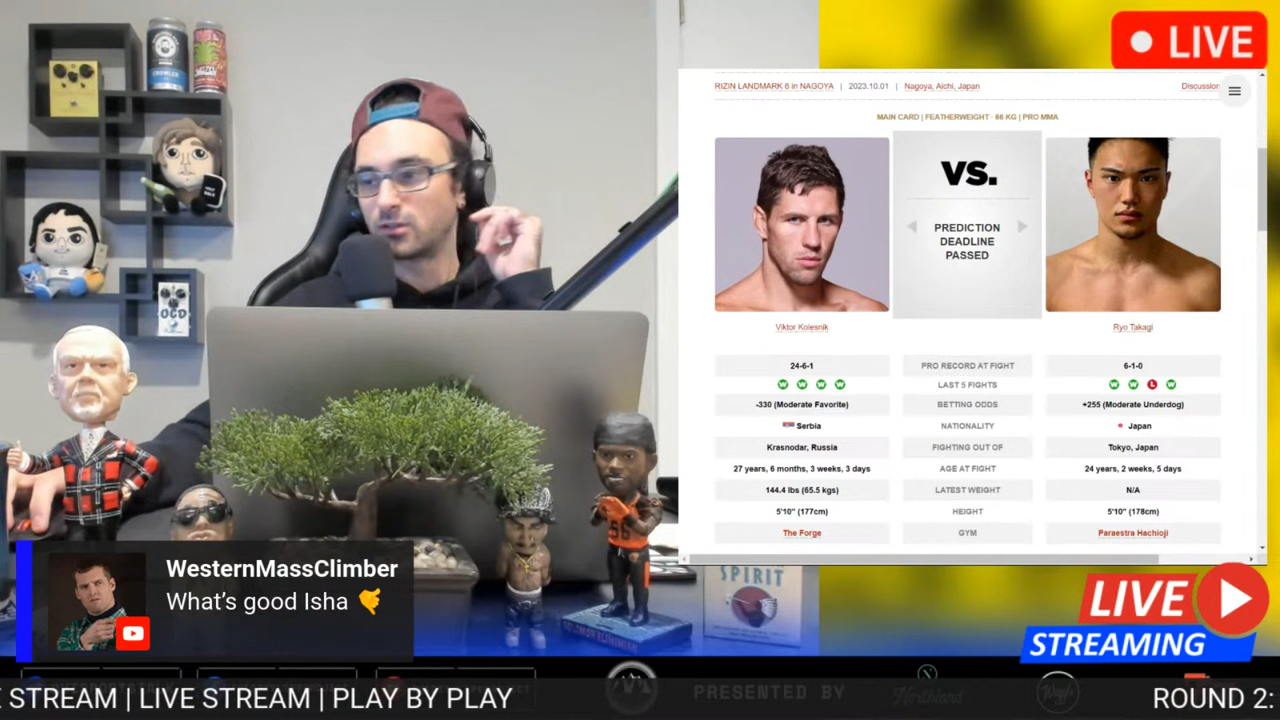 LIVE
RIZIN LANDMARK 6 in NAGOYA | 2023.10.01 | Nagoya, Aichi, Japan
Discussion
MAIN CARD | FEATHERWEIGHT · 66 KG | PRO MMA
VS.
PREDICTION
DEADLINE
PASSED
Viktor Kolesnik
Ryo Takagi
24-6-1 PRO RECORD AT FIGHT 6-1-0
W W W W LAST 5 FIGHTS W W L W
-330 (Moderate Favorite) BETTING ODDS +255 (Moderate Underdog)
Serbia NATIONALITY Japan
Krasnodar, Russia FIGHTING OUT OF Tokyo, Japan
27 years, 6 months, 3 weeks, 3 days AGE AT FIGHT 24 years, 2 weeks, 5 days
144.4 lbs (65.5 kgs) LATEST WEIGHT N/A
5'10" (177cm) HEIGHT 5'10" (178cm)
The Forge GYM Paraestra Hachioji
CROWLER
OCD
56
SPIRIT
WesternMassClimber
What's good Isha
LIVE
STREAMING
PRESENTED BY
Northland
STREAM | LIVE STREAM | PLAY BY PLAY
ROUND 2: